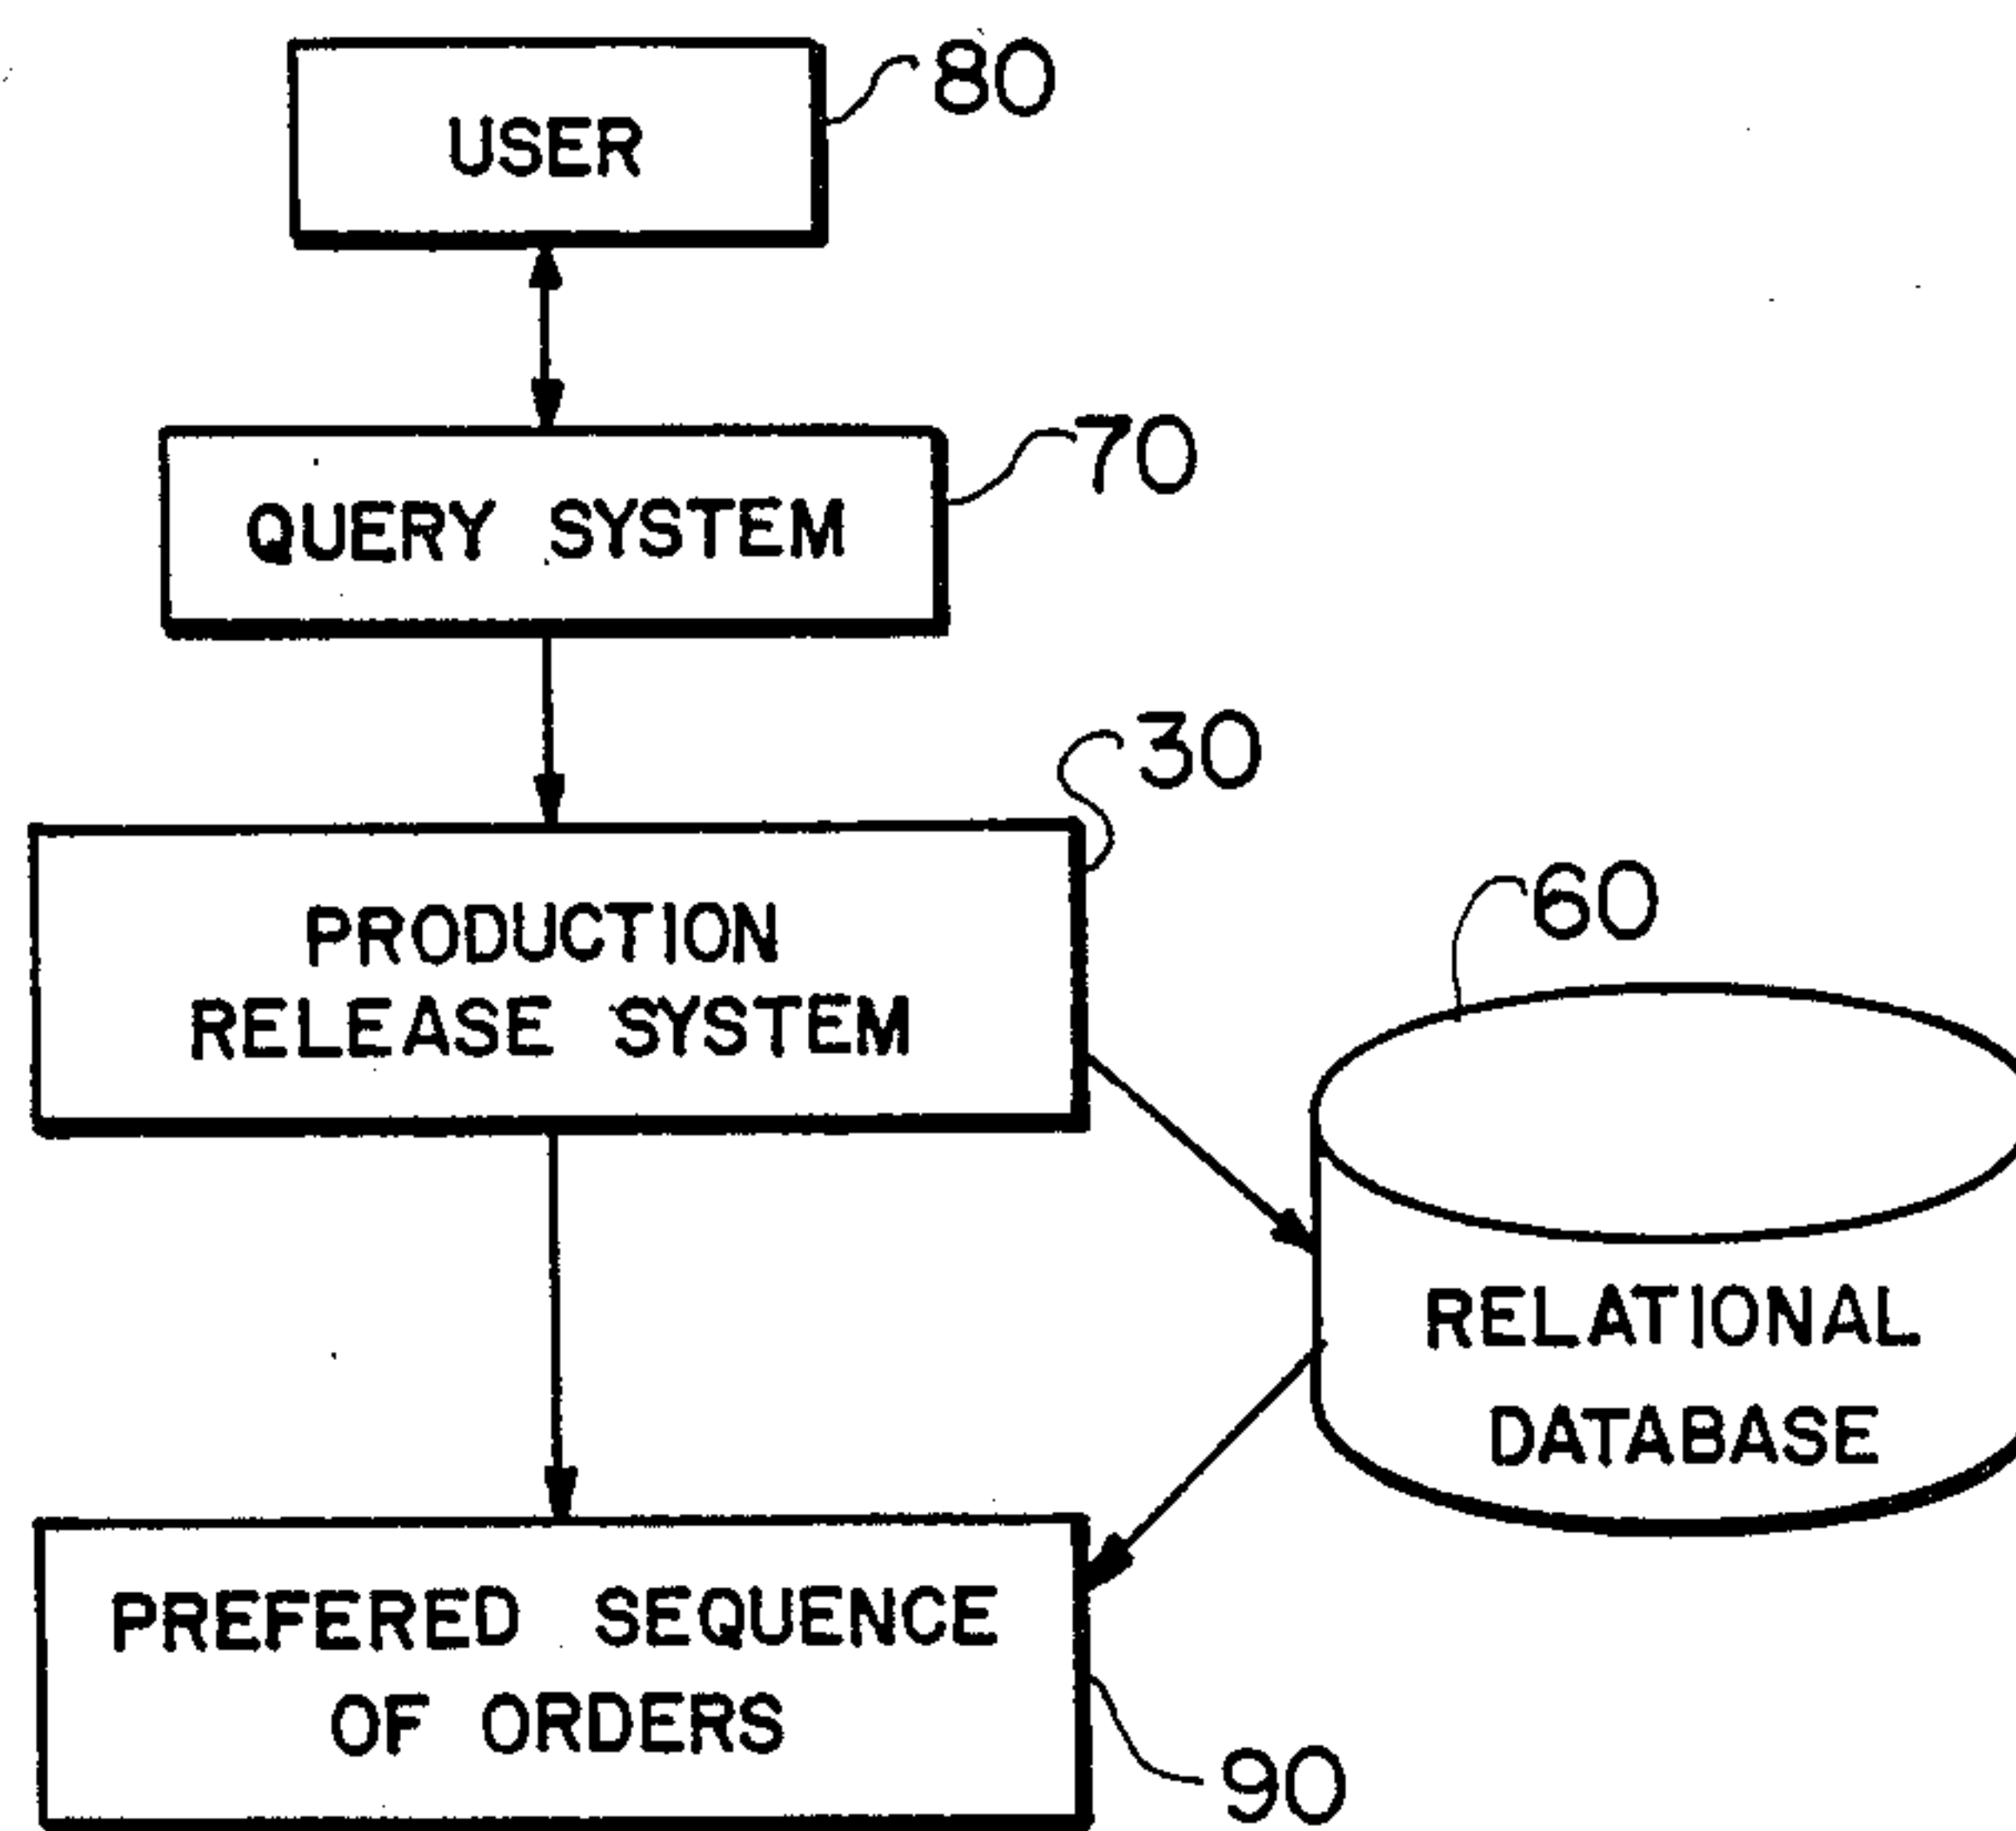 80
USER
70
QUERY SYSTEM
30
PRODUCTION
RELEASE SYSTEM
60
RELATIONAL
DATABASE
PREFERED SEQUENCE
OF ORDERS
90